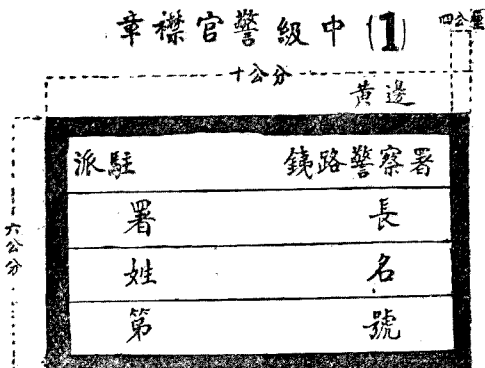 (1)中級警官襟章
四公厘
十公分
黃邊
派駐 銕路警察署
署 長
姓 名
第 號
六公分